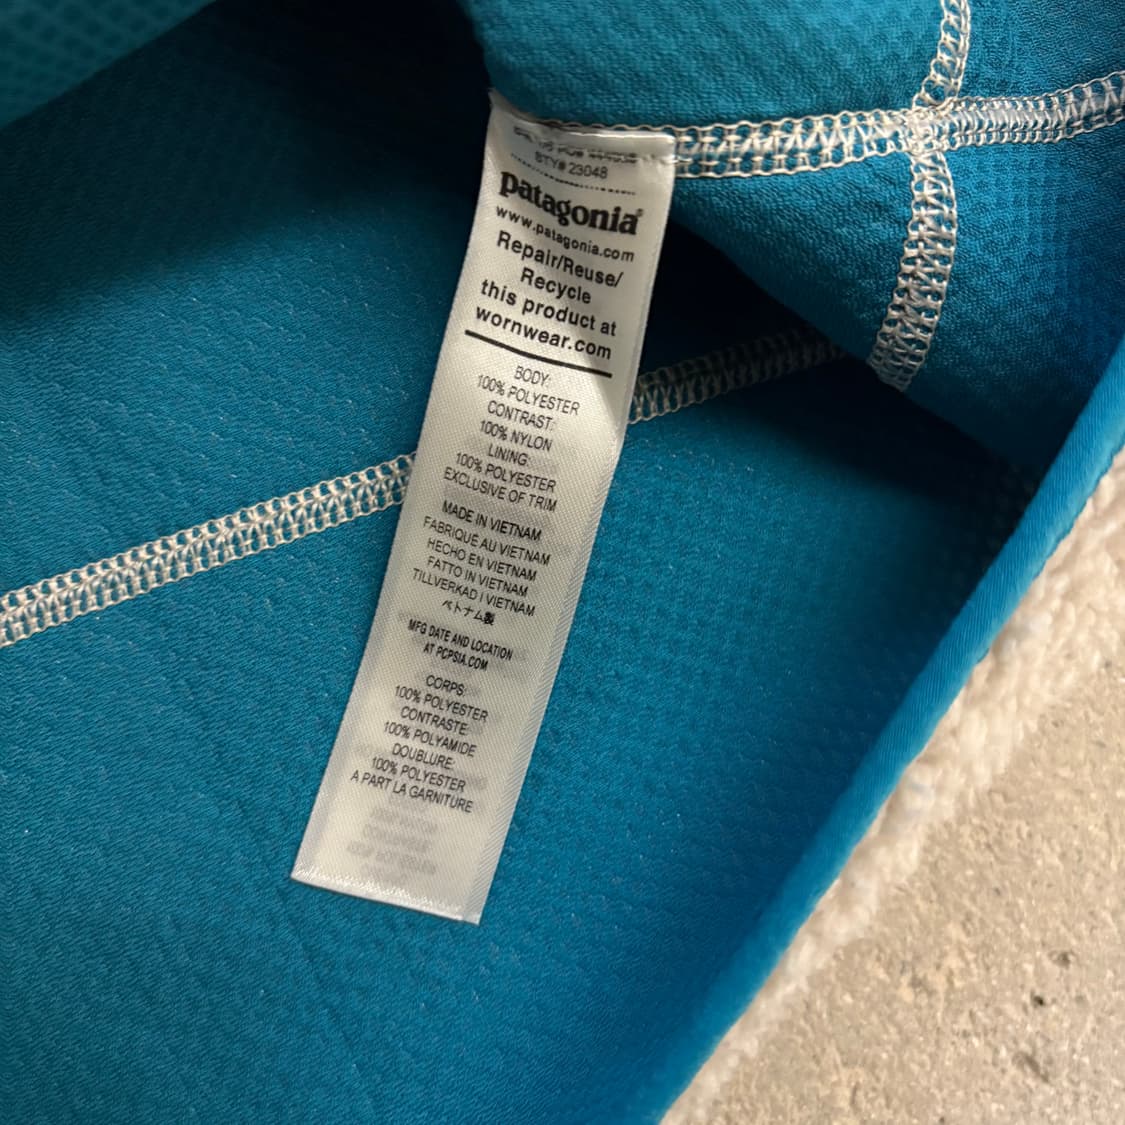 STY# 23048
patagonia®
www.patagonia.com
Repair/Reuse/
Recycle
this product at
wornwear.com
BODY:
100% POLYESTER
CONTRAST:
100% NYLON
LINING:
100% POLYESTER
EXCLUSIVE OF TRIM
MADE IN VIETNAM
FABRIQUÉ AU VIETNAM
HECHO EN VIETNAM
FATTO IN VIETNAM
TILLVERKAD I VIETNAM
ベトナム製
MFG DATE AND LOCATION
AT PCPSIA.COM
CORPS:
100% POLYESTER
CONTRASTE:
100% POLYAMIDE
DOUBLURE:
100% POLYESTER
A PART LA GARNITURE